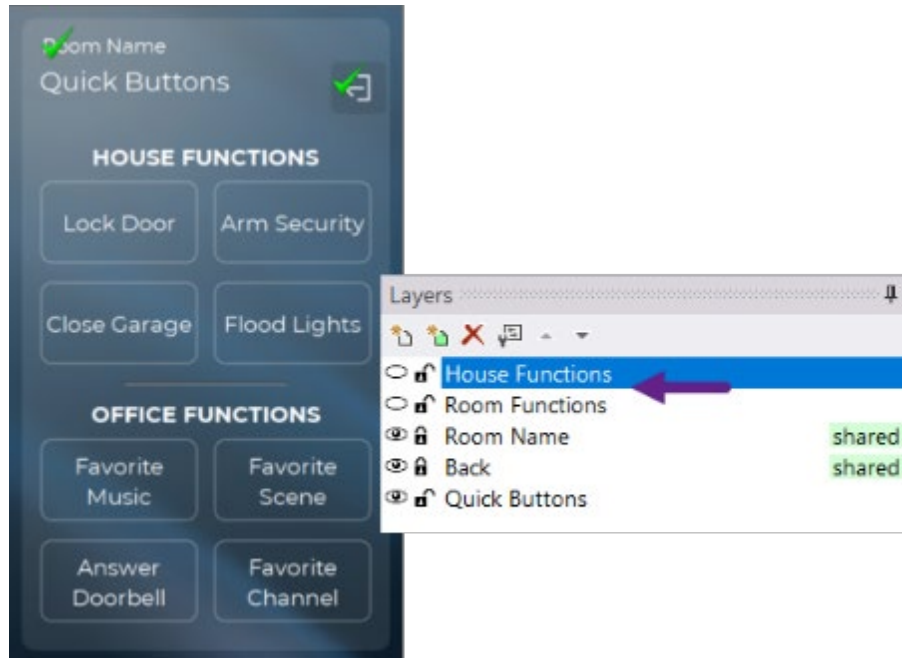 Room Name
Quick Buttons
HOUSE FUNCTIONS
Lock Door
Arm Security
Close Garage
Flood Lights
OFFICE FUNCTIONS
Favorite
Music
Favorite
Scene
Answer
Doorbell
Favorite
Channel
Layers
House Functions
Room Functions
Room Name shared
Back shared
Quick Buttons